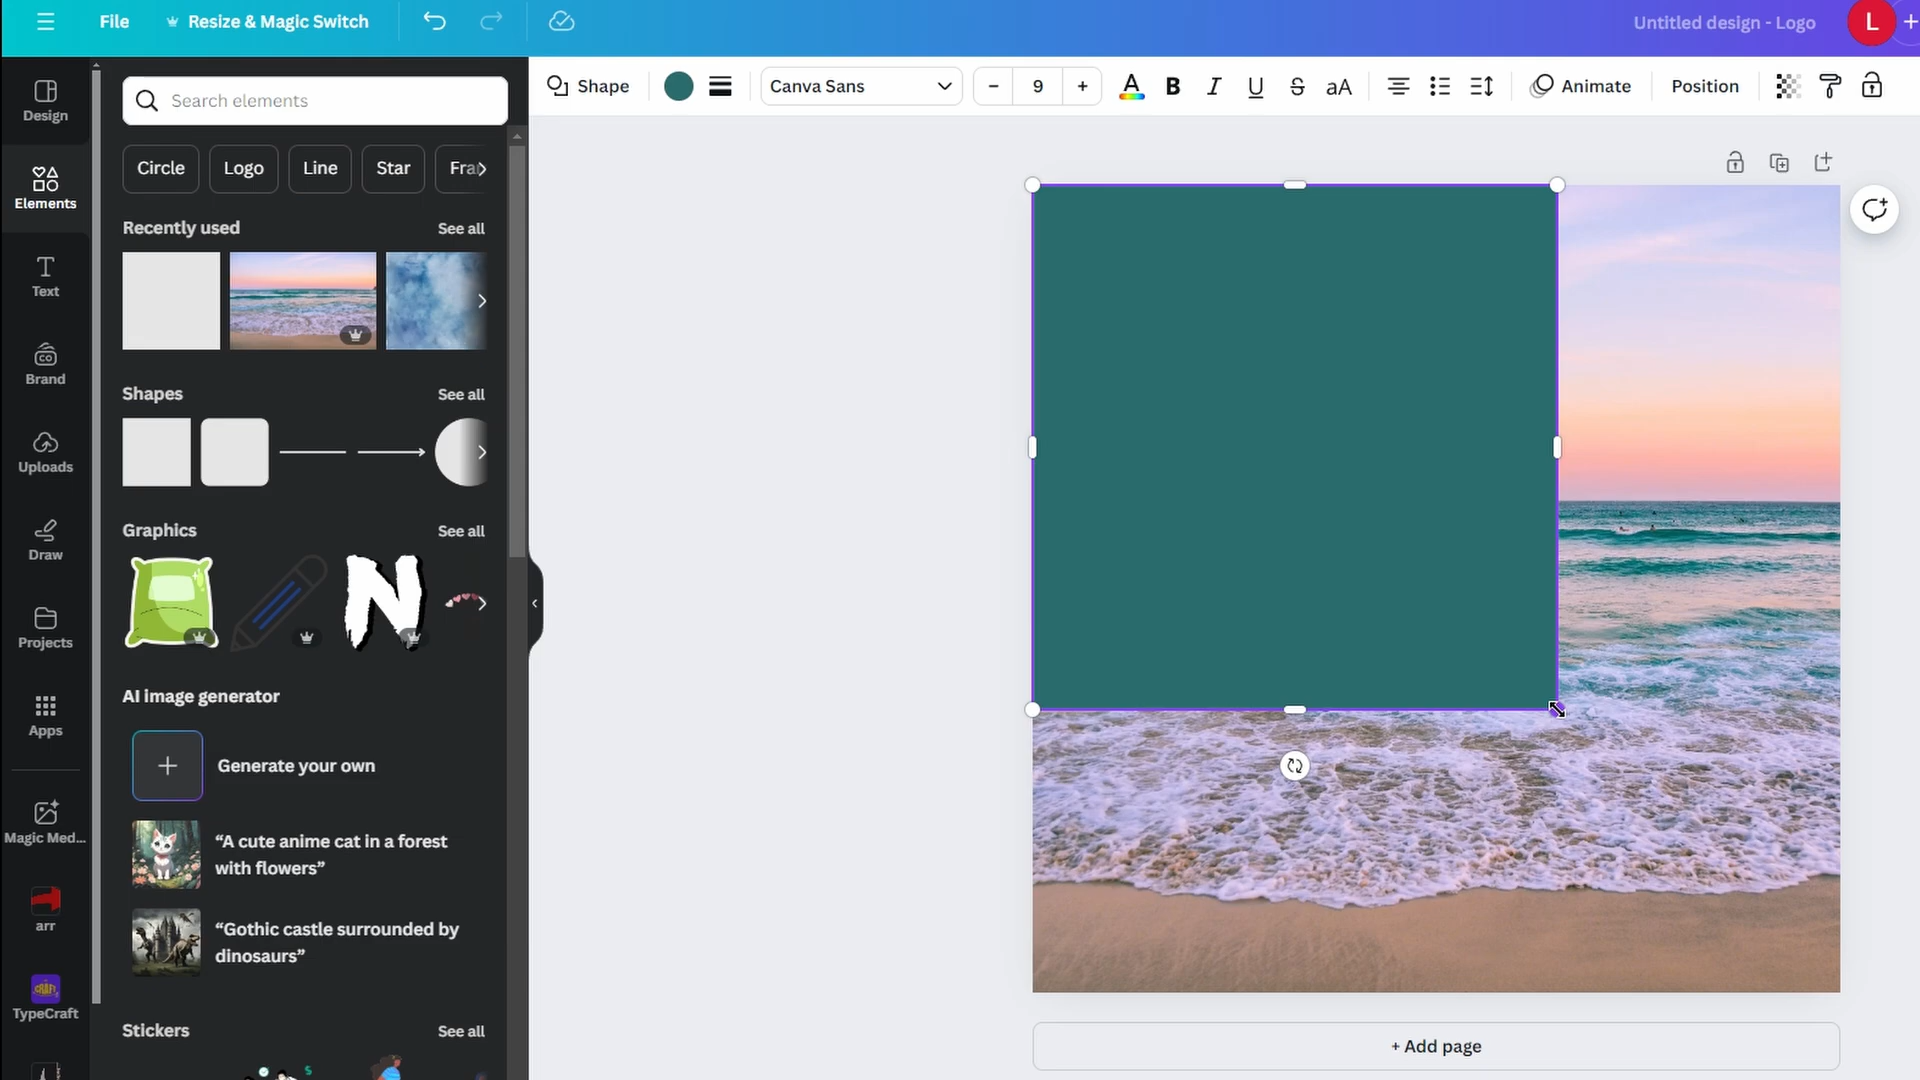 File
Resize & Magic Switch
Untitled design - Logo
L
Design
Elements
Text
Brand
Uploads
Draw
Projects
Apps
Magic Med...
arr
TypeCraft
Search elements
Circle
Logo
Line
Star
Recently used
See all
Shapes
See all
Graphics
See all
N
AI image generator
Generate your own
“A cute anime cat in a forest
with flowers”
“Gothic castle surrounded by
dinosaurs”
Stickers
See all
Shape
Canva Sans
− 9 +
A B I U S aA
Animate
Position
+ Add page
CO
CRAFT